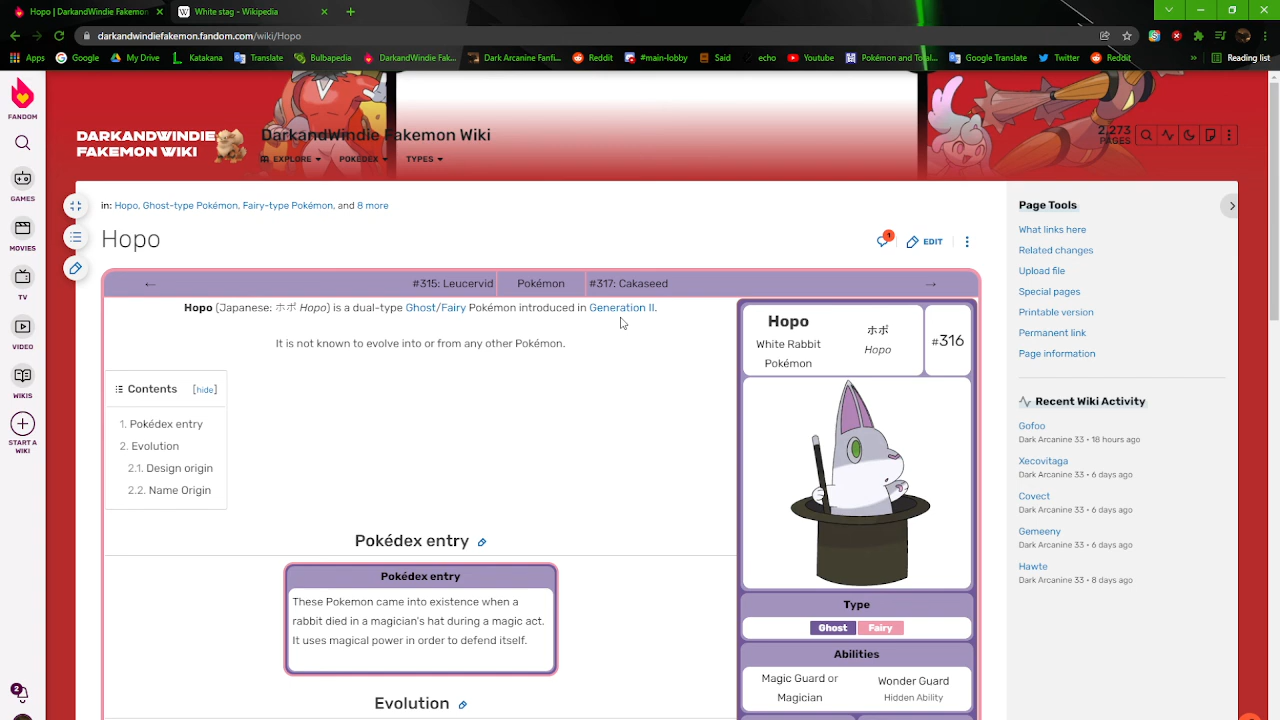 Hopo | DarkandWindie Fakemon
White stag - Wikipedia
darkandwindiefakemon.fandom.com/wiki/Hopo
Apps
Google
My Drive
Katakana
Translate
Bulbapedia
DarkandWindie Fak...
Dark Arcanine Fanfi...
Reddit
#main-lobby
Said
echo
Youtube
Pokémon and Total...
Google Translate
Twitter
Reddit
»
Reading list
FANDOM
GAMES
MOVIES
TV
VIDEO
WIKIS
START A
WIKI
2
DARKANDWINDIE
FAKEMON WIKI
DarkandWindie Fakemon Wiki
EXPLORE
POKÉDEX
TYPES
2,273
PAGES
in: Hopo, Ghost-type Pokémon, Fairy-type Pokémon, and 8 more
Hopo
1
EDIT
← #315: Leucervid Pokémon #317: Cakaseed →
Hopo (Japanese: ホポ Hopo) is a dual-type Ghost/Fairy Pokémon introduced in Generation II.
It is not known to evolve into or from any other Pokémon.
Contents [hide]
1. Pokédex entry
2. Evolution
2.1. Design origin
2.2. Name Origin
Pokédex entry
Pokédex entry
These Pokemon came into existence when a
rabbit died in a magician's hat during a magic act.
It uses magical power in order to defend itself.
Evolution
Hopo
White Rabbit
Pokémon
ホポ
Hopo
#316
Type
Ghost Fairy
Abilities
Magic Guard or
Magician
Wonder Guard
Hidden Ability
Page Tools
What links here
Related changes
Upload file
Special pages
Printable version
Permanent link
Page information
Recent Wiki Activity
Gofoo
Dark Arcanine 33 • 18 hours ago
Xecovitaga
Dark Arcanine 33 • 6 days ago
Covect
Dark Arcanine 33 • 6 days ago
Gemeeny
Dark Arcanine 33 • 6 days ago
Hawte
Dark Arcanine 33 • 8 days ago